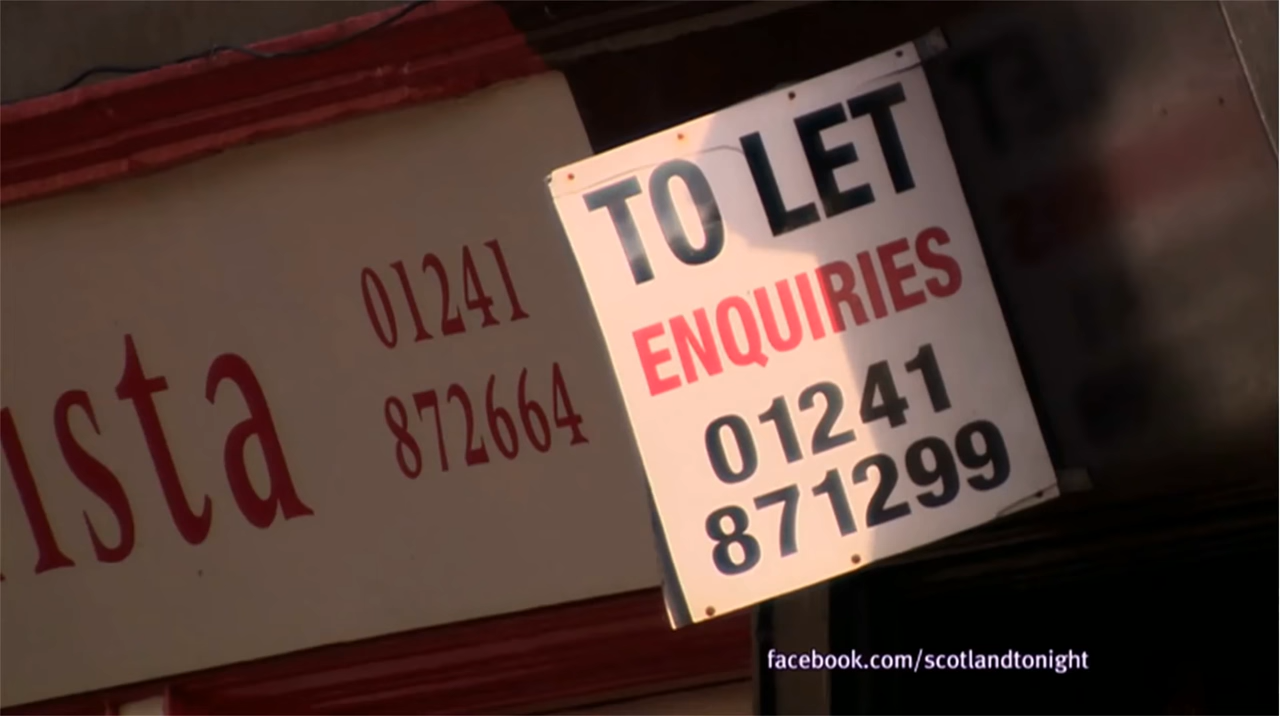 ista
01241
872664
TO LET
ENQUIRIES
01241
871299
facebook.com/scotlandtonight